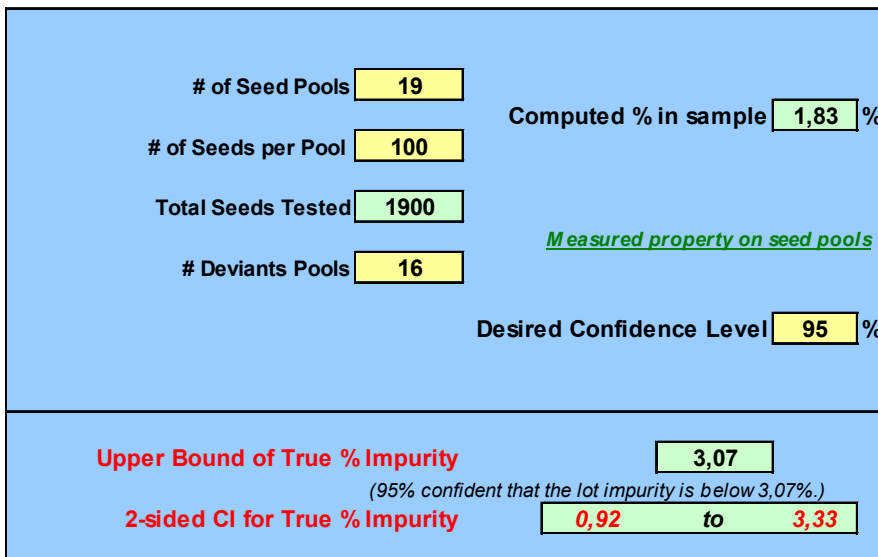 # of Seed Pools 19
Computed % in sample 1,83 %
# of Seeds per Pool 100
Total Seeds Tested 1900
Measured property on seed pools
# Deviants Pools 16
Desired Confidence Level 95 %
Upper Bound of True % Impurity 3,07
(95% confident that the lot impurity is below 3,07%.)
2-sided CI for True % Impurity 0,92 to 3,33